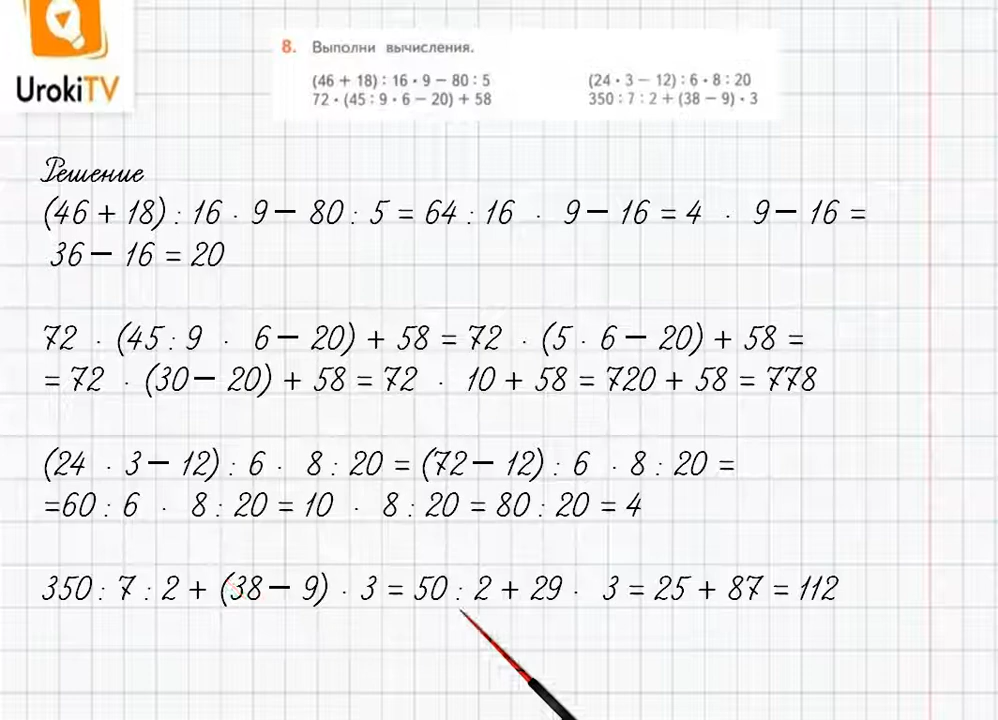 UrokiTV
8. Выполни вычисления.
(46 + 18) : 16 · 9 − 80 : 5
72 · (45 : 9 · 6 − 20) + 58
(24 · 3 − 12) : 6 · 8 : 20
350 : 7 : 2 + (38 − 9) · 3
Решение
(46 + 18) : 16 · 9 − 80 : 5 = 64 : 16 · 9 − 16 = 4 · 9 − 16 =
36 − 16 = 20
72 · (45 : 9 · 6 − 20) + 58 = 72 · (5 · 6 − 20) + 58 =
= 72 · (30 − 20) + 58 = 72 · 10 + 58 = 720 + 58 = 778
(24 · 3 − 12) : 6 · 8 : 20 = (72 − 12) : 6 · 8 : 20 =
=60 : 6 · 8 : 20 = 10 · 8 : 20 = 80 : 20 = 4
350 : 7 : 2 + (38 − 9) · 3 = 50 : 2 + 29 · 3 = 25 + 87 = 112